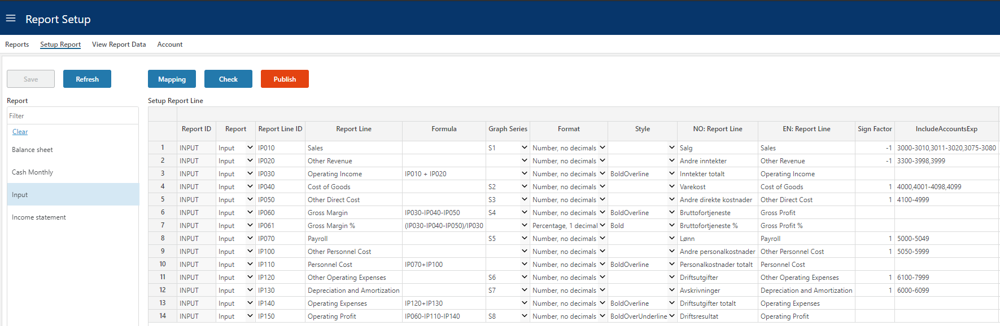 Report Setup
Reports Setup Report View Report Data Account
Save Refresh Mapping Check Publish
Report
Filter
Clear
Balance sheet
Cash Monthly
Input
Income statement
Setup Report Line
Report ID Report Report Line ID Report Line Formula Graph Series Format Style NO: Report Line EN: Report Line Sign Factor IncludeAccountsExp
1 INPUT Input IP010 Sales S1 Number, no decimals Salg Sales -1 3000-3010,3011-3020,3075-3080
2 INPUT Input IP020 Other Revenue Number, no decimals Andre inntekter Other Revenue -1 3300-3998,3999
3 INPUT Input IP030 Operating Income IP010 + IP020 Number, no decimals BoldOverline Inntekter totalt Operating Income
4 INPUT Input IP040 Cost of Goods S2 Number, no decimals Varekost Cost of Goods 1 4000,4001-4098,4099
5 INPUT Input IP050 Other Direct Cost S3 Number, no decimals Andre direkte kostnader Other Direct Cost 1 4100-4999
6 INPUT Input IP060 Gross Margin IP030-IP040-IP050 S4 Number, no decimals BoldOverline Bruttofortjeneste Gross Profit
7 INPUT Input IP061 Gross Margin % (IP030-IP040-IP050)/IP030 Percentage, 1 decimal Bold Bruttofortjeneste % Gross Profit %
8 INPUT Input IP070 Payroll S5 Number, no decimals Lønn Payroll 1 5000-5049
9 INPUT Input IP100 Other Personnel Cost Number, no decimals Andre personalkostnader Other Personnel Cost 1 5050-5999
10 INPUT Input IP110 Personnel Cost IP070+IP100 Number, no decimals BoldOverline Personalkostnader totalt Personnel Cost
11 INPUT Input IP120 Other Operating Expenses S6 Number, no decimals Driftsutgifter Other Operating Expenses 1 6100-7999
12 INPUT Input IP130 Depreciation and Amortization S7 Number, no decimals Avskrivninger Depreciation and Amortization 1 6000-6099
13 INPUT Input IP140 Operating Expenses IP120+IP130 Number, no decimals BoldOverline Driftsutgifter totalt Operating Expenses
14 INPUT Input IP150 Operating Profit IP060-IP110-IP140 S8 Number, no decimals BoldOverUnderline Driftsresultat Operating Profit